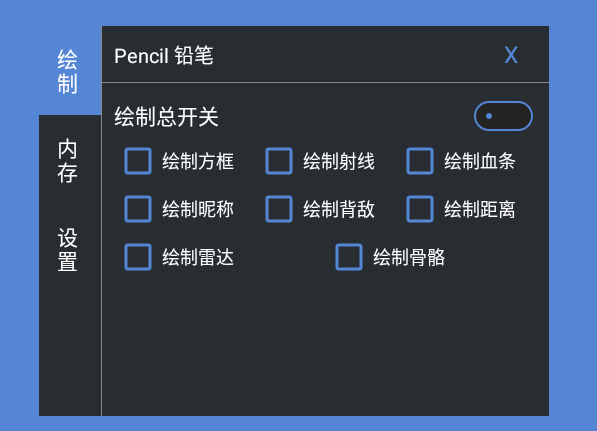 绘制
Pencil 铅笔
X
绘制总开关
绘制方框 绘制射线 绘制血条
内存
绘制昵称 绘制背敌 绘制距离
设置
绘制雷达 绘制骨骼